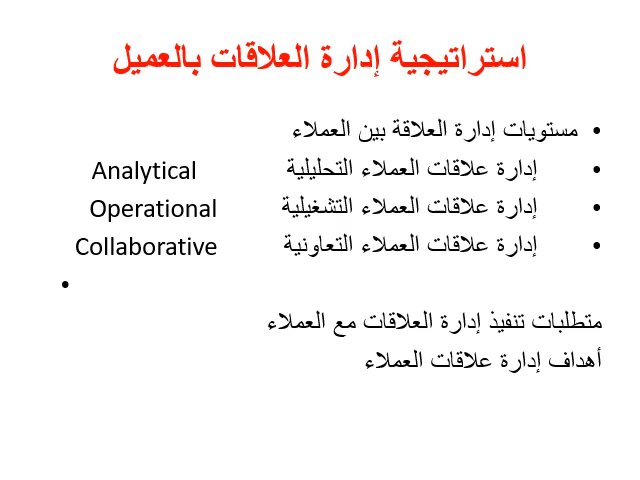 استراتيجية إدارة العلاقات بالعميل
• مستويات إدارة العلاقة بين العملاء
• إدارة علاقات العملاء التحليلية Analytical
• إدارة علاقات العملاء التشغيلية Operational
• إدارة علاقات العملاء التعاونية Collaborative
•
متطلبات تنفيذ إدارة العلاقات مع العملاء
أهداف إدارة علاقات العملاء